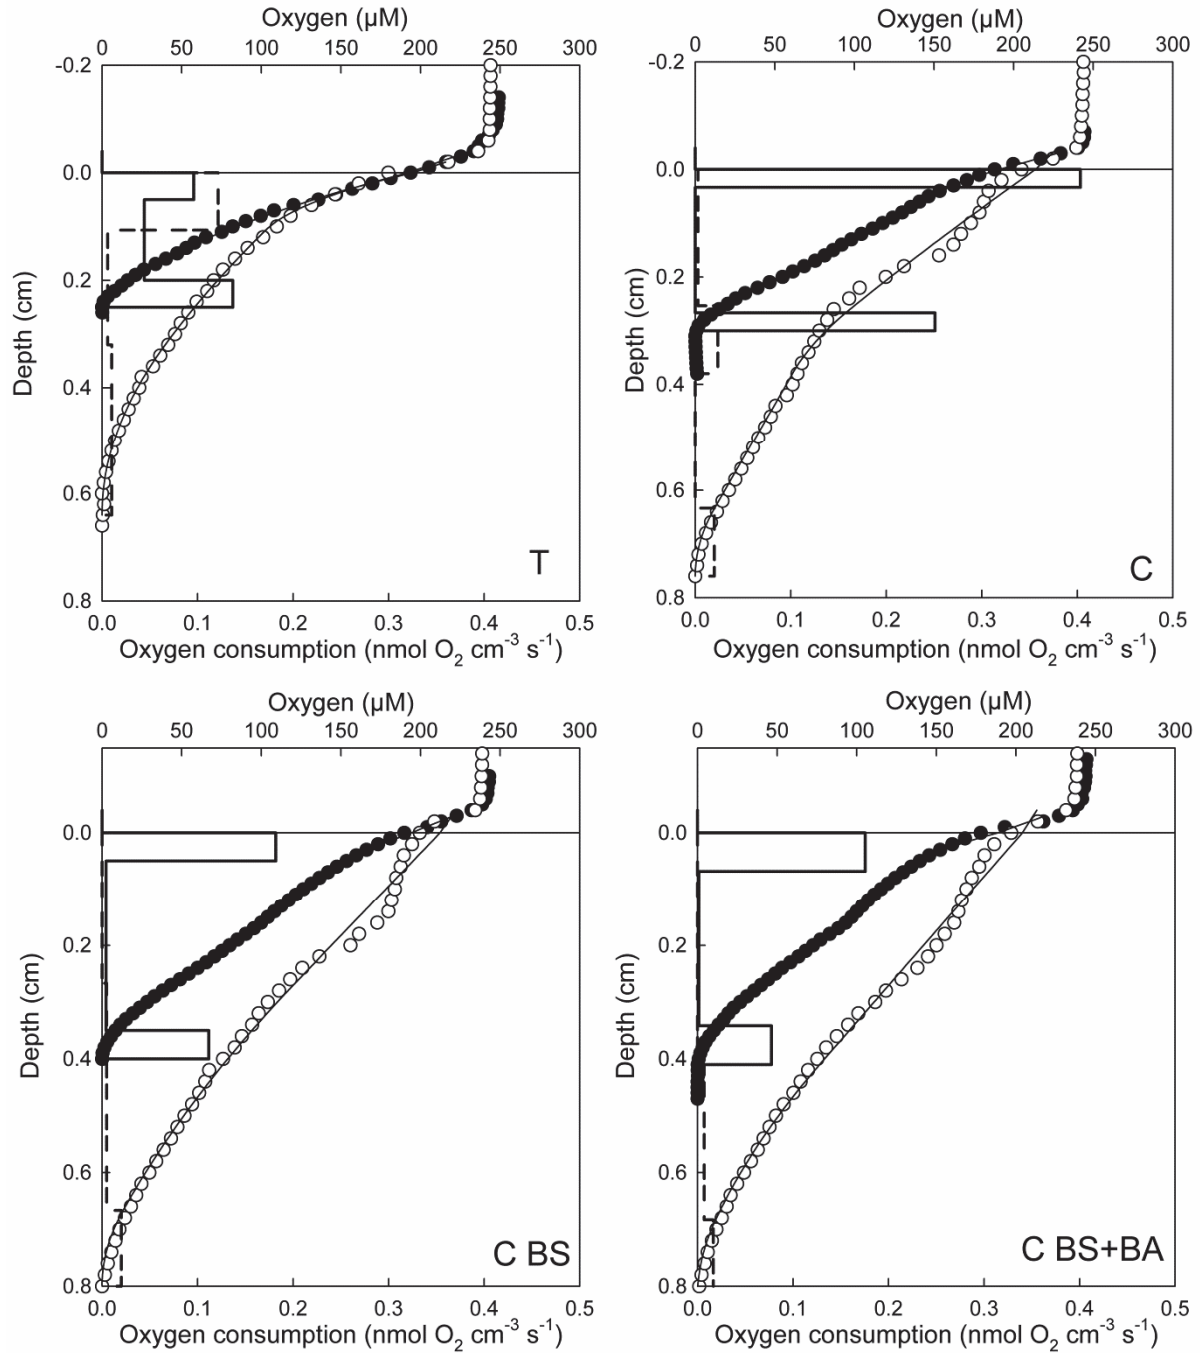 Oxygen (µM)
0 50 100 150 200 250 300
-0.2
0.0
0.2
0.4
0.6
0.8
Depth (cm)
T
0.0 0.1 0.2 0.3 0.4 0.5
Oxygen consumption (nmol O2 cm-3 s-1)
Oxygen (µM)
0 50 100 150 200 250 300
-0.2
0.0
0.2
0.4
0.6
0.8
Depth (cm)
C
0.0 0.1 0.2 0.3 0.4 0.5
Oxygen consumption (nmol O2 cm-3 s-1)
Oxygen (µM)
0 50 100 150 200 250 300
0.0
0.2
0.4
0.6
0.8
Depth (cm)
C BS
0.0 0.1 0.2 0.3 0.4 0.5
Oxygen consumption (nmol O2 cm-3 s-1)
Oxygen (µM)
0 50 100 150 200 250 300
0.0
0.2
0.4
0.6
0.8
Depth (cm)
C BS+BA
0.0 0.1 0.2 0.3 0.4 0.5
Oxygen consumption (nmol O2 cm-3 s-1)